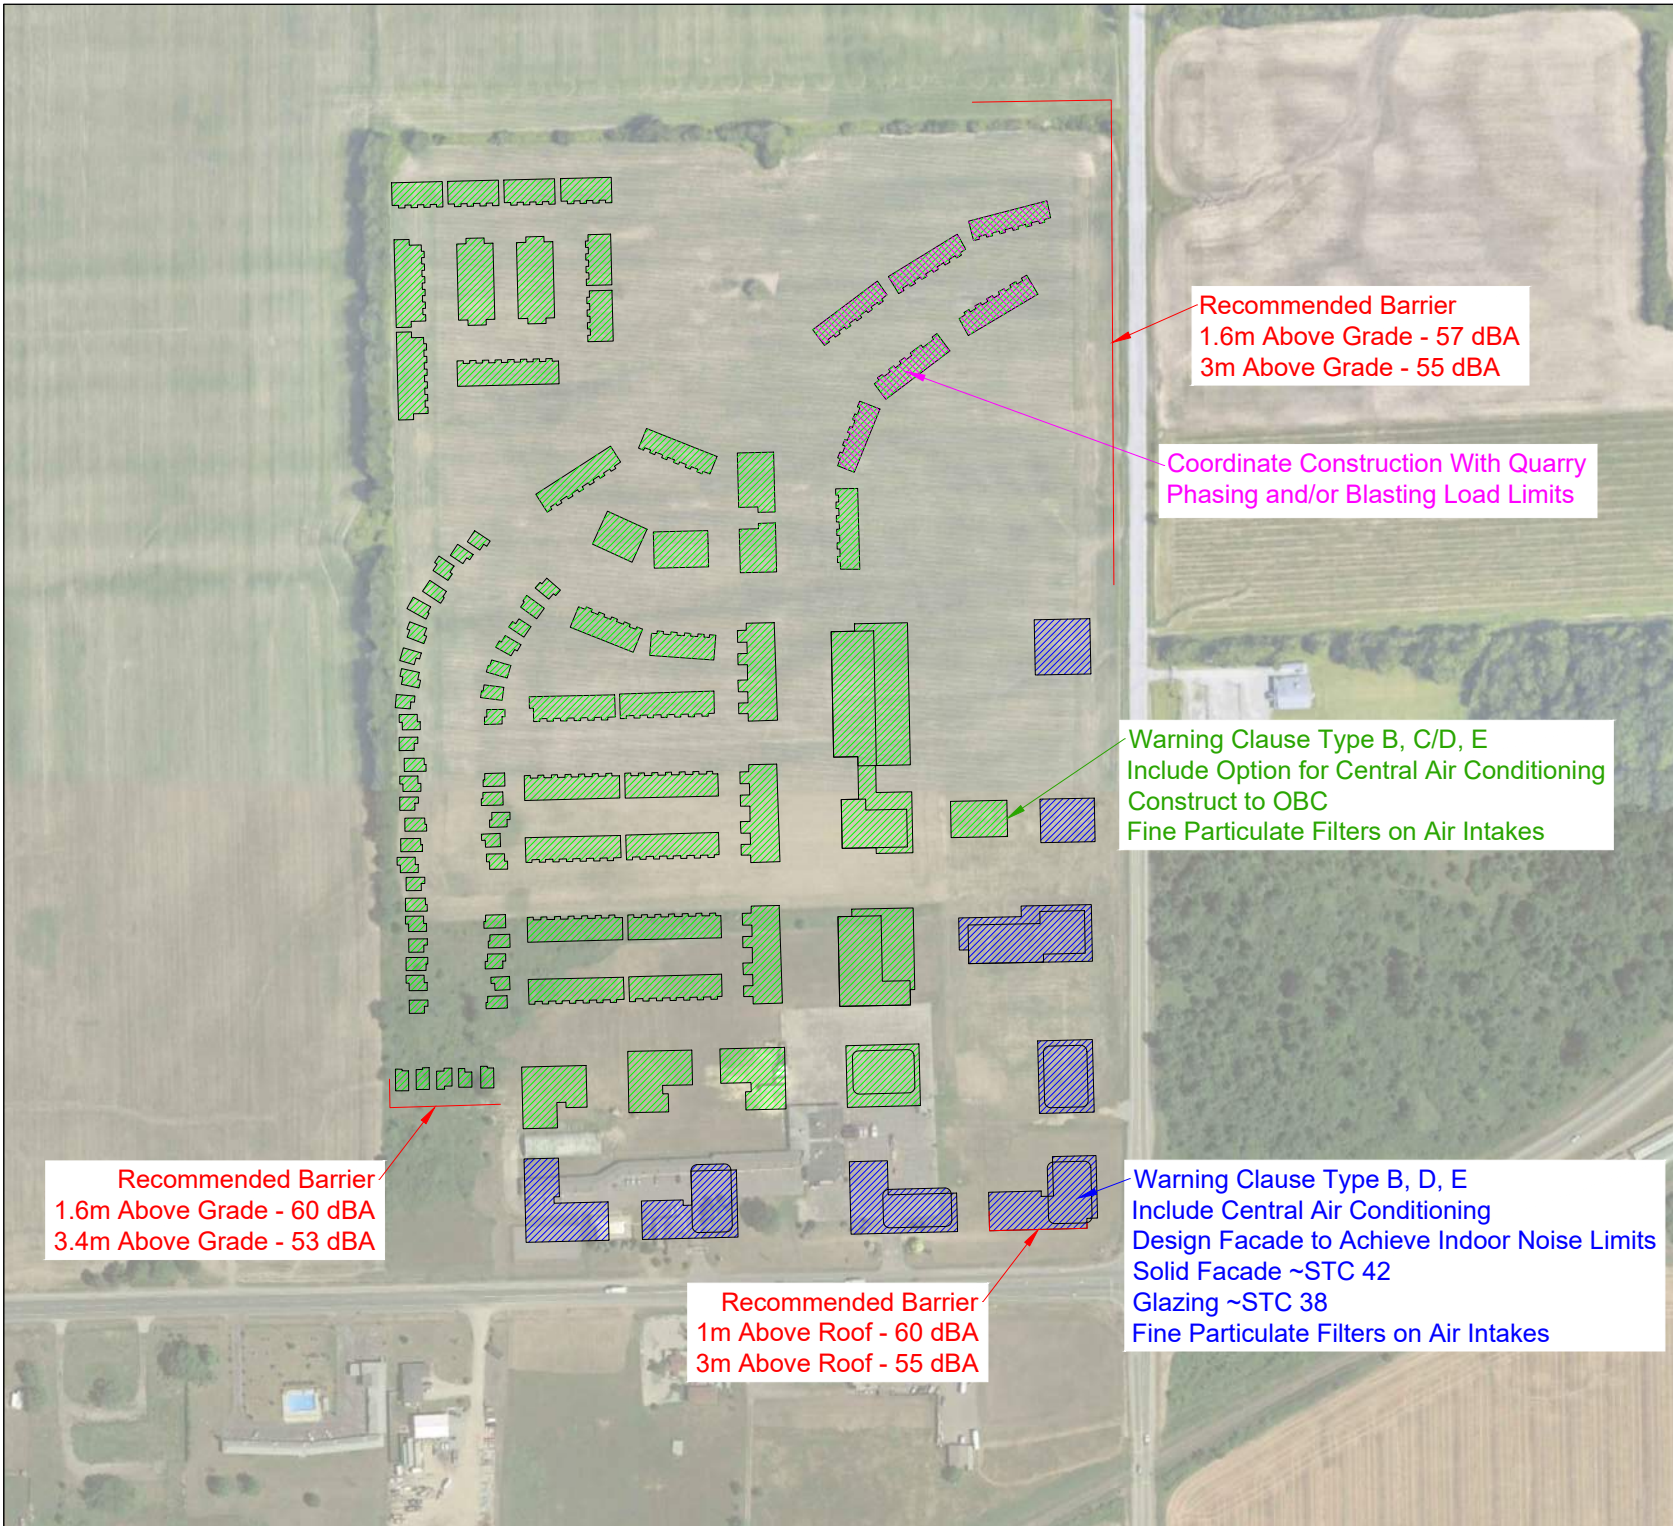 Recommended Barrier
1.6m Above Grade - 57 dBA
3m Above Grade - 55 dBA
Coordinate Construction With Quarry
Phasing and/or Blasting Load Limits
Warning Clause Type B, C/D, E
Include Option for Central Air Conditioning
Construct to OBC
Fine Particulate Filters on Air Intakes
Recommended Barrier
1.6m Above Grade - 60 dBA
3.4m Above Grade - 53 dBA
Warning Clause Type B, D, E
Include Central Air Conditioning
Design Facade to Achieve Indoor Noise Limits
Solid Facade ~STC 42
Glazing ~STC 38
Fine Particulate Filters on Air Intakes
Recommended Barrier
1m Above Roof - 60 dBA
3m Above Roof - 55 dBA